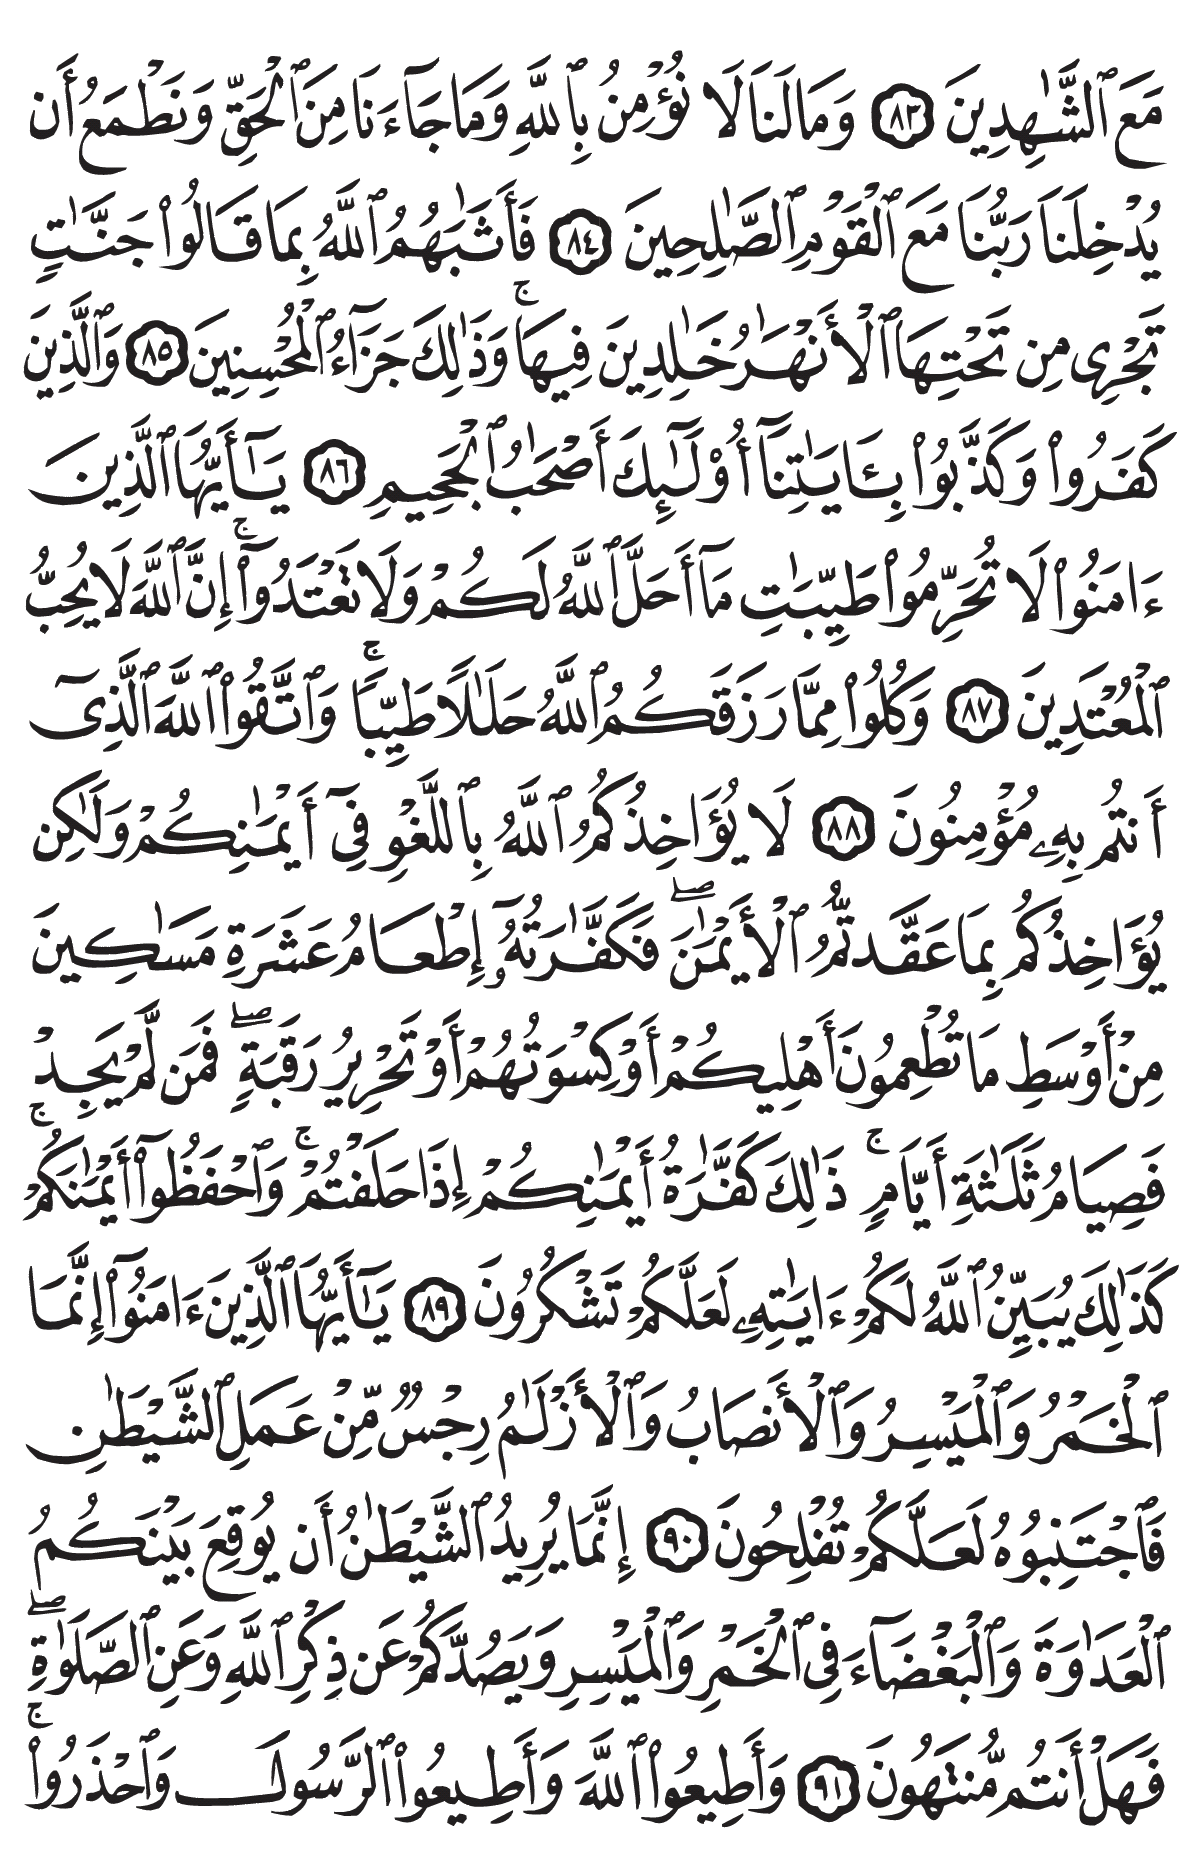 مَعَ ٱلشَّٰهِدِينَ ٨٣ وَمَا لَنَا لَا نُؤْمِنُ بِٱللَّهِ وَمَا جَآءَنَا مِنَ ٱلْحَقِّ وَنَطْمَعُ أَن
يُدْخِلَنَا رَبُّنَا مَعَ ٱلْقَوْمِ ٱلصَّٰلِحِينَ ٨٤ فَأَثَٰبَهُمُ ٱللَّهُ بِمَا قَالُوا۟ جَنَّٰتٍ
تَجْرِى مِن تَحْتِهَا ٱلْأَنْهَٰرُ خَٰلِدِينَ فِيهَا ۚ وَذَٰلِكَ جَزَآءُ ٱلْمُحْسِنِينَ ٨٥ وَٱلَّذِينَ
كَفَرُوا۟ وَكَذَّبُوا۟ بِـَٔايَٰتِنَآ أُو۟لَٰٓئِكَ أَصْحَٰبُ ٱلْجَحِيمِ ٨٦ يَٰٓأَيُّهَا ٱلَّذِينَ
ءَامَنُوا۟ لَا تُحَرِّمُوا۟ طَيِّبَٰتِ مَآ أَحَلَّ ٱللَّهُ لَكُمْ وَلَا تَعْتَدُوٓا۟ ۚ إِنَّ ٱللَّهَ لَا يُحِبُّ
ٱلْمُعْتَدِينَ ٨٧ وَكُلُوا۟ مِمَّا رَزَقَكُمُ ٱللَّهُ حَلَٰلًا طَيِّبًا ۚ وَٱتَّقُوا۟ ٱللَّهَ ٱلَّذِىٓ
أَنتُم بِهِۦ مُؤْمِنُونَ ٨٨ لَا يُؤَاخِذُكُمُ ٱللَّهُ بِٱللَّغْوِ فِىٓ أَيْمَٰنِكُمْ وَلَٰكِن
يُؤَاخِذُكُم بِمَا عَقَّدتُّمُ ٱلْأَيْمَٰنَ ۖ فَكَفَّٰرَتُهُۥٓ إِطْعَامُ عَشَرَةِ مَسَٰكِينَ
مِنْ أَوْسَطِ مَا تُطْعِمُونَ أَهْلِيكُمْ أَوْ كِسْوَتُهُمْ أَوْ تَحْرِيرُ رَقَبَةٍ ۖ فَمَن لَّمْ يَجِدْ
فَصِيَامُ ثَلَٰثَةِ أَيَّامٍ ۚ ذَٰلِكَ كَفَّٰرَةُ أَيْمَٰنِكُمْ إِذَا حَلَفْتُمْ ۚ وَٱحْفَظُوٓا۟ أَيْمَٰنَكُمْ ۚ
كَذَٰلِكَ يُبَيِّنُ ٱللَّهُ لَكُمْ ءَايَٰتِهِۦ لَعَلَّكُمْ تَشْكُرُونَ ٨٩ يَٰٓأَيُّهَا ٱلَّذِينَ ءَامَنُوٓا۟ إِنَّمَا
ٱلْخَمْرُ وَٱلْمَيْسِرُ وَٱلْأَنصَابُ وَٱلْأَزْلَٰمُ رِجْسٌ مِّنْ عَمَلِ ٱلشَّيْطَٰنِ
فَٱجْتَنِبُوهُ لَعَلَّكُمْ تُفْلِحُونَ ٩٠ إِنَّمَا يُرِيدُ ٱلشَّيْطَٰنُ أَن يُوقِعَ بَيْنَكُمُ
ٱلْعَدَٰوَةَ وَٱلْبَغْضَآءَ فِى ٱلْخَمْرِ وَٱلْمَيْسِرِ وَيَصُدَّكُمْ عَن ذِكْرِ ٱللَّهِ وَعَنِ ٱلصَّلَوٰةِ ۖ
فَهَلْ أَنتُم مُّنتَهُونَ ٩١ وَأَطِيعُوا۟ ٱللَّهَ وَأَطِيعُوا۟ ٱلرَّسُولَ وَٱحْذَرُوا۟ ۚ